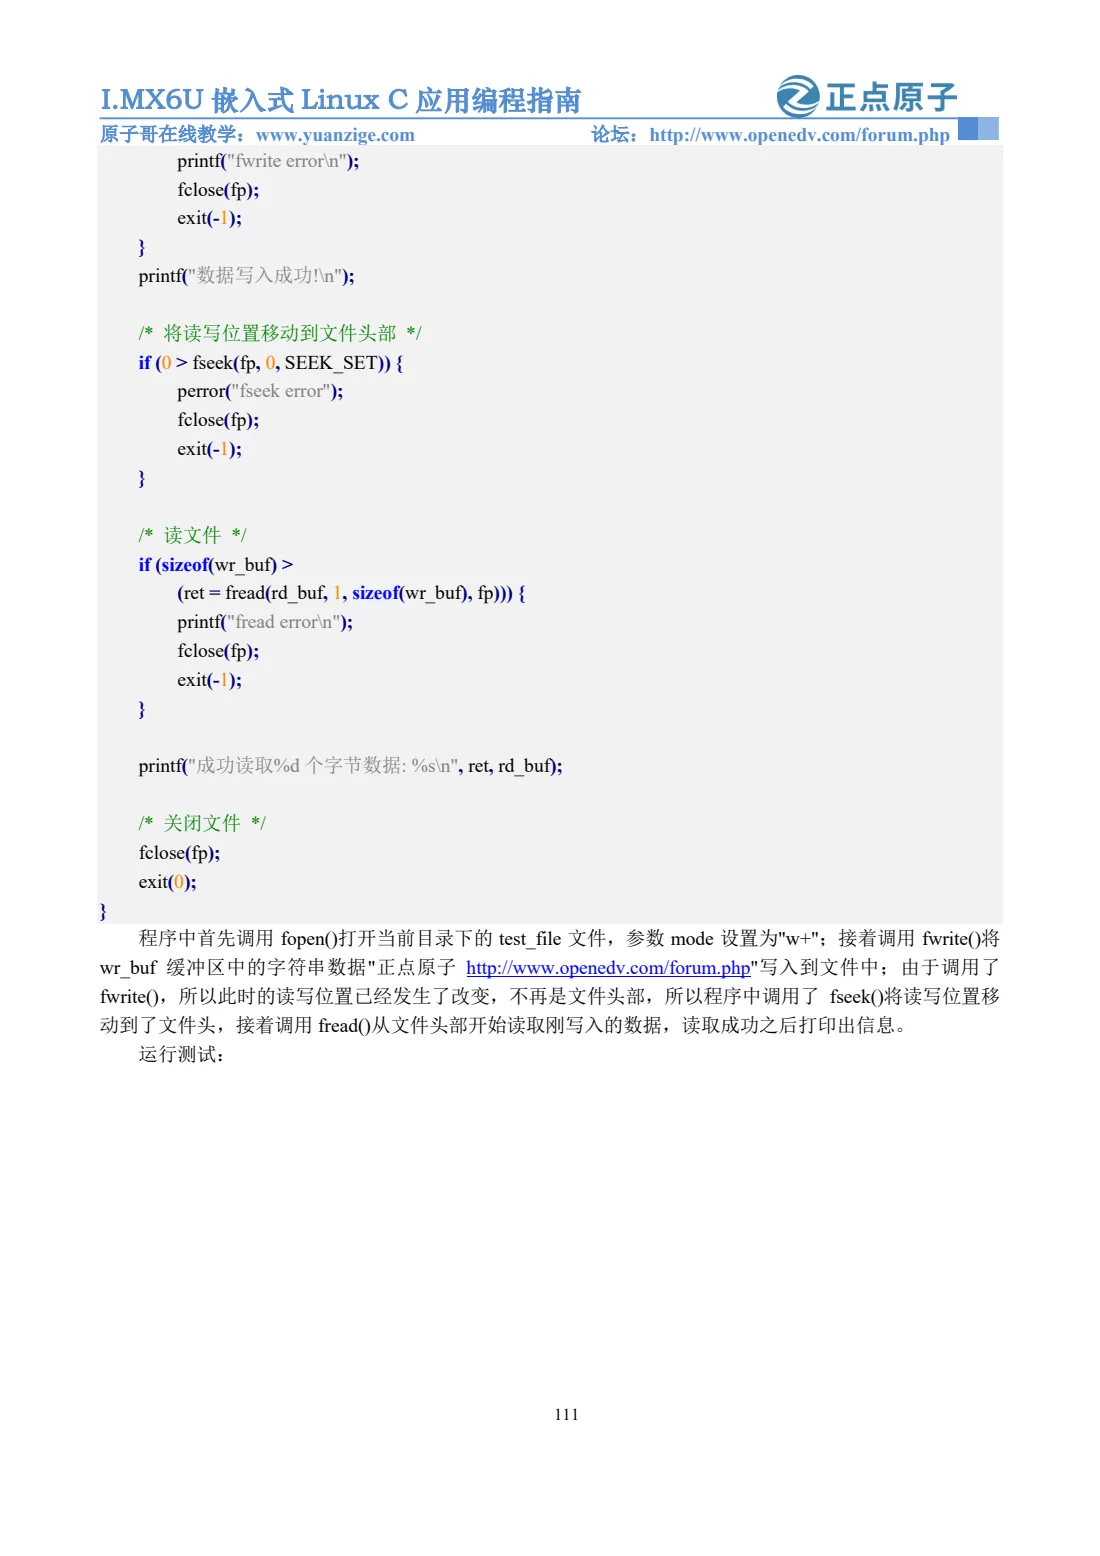 I.MX6U 嵌入式 Linux C 应用编程指南
正点原子
原子哥在线教学：www.yuanzige.com 论坛：http://www.openedv.com/forum.php
printf("fwrite error\n");
fclose(fp);
exit(-1);
}
printf("数据写入成功!\n");
/* 将读写位置移动到文件头部 */
if (0 > fseek(fp, 0, SEEK_SET)) {
perror("fseek error");
fclose(fp);
exit(-1);
}
/* 读文件 */
if (sizeof(wr_buf) >
(ret = fread(rd_buf, 1, sizeof(wr_buf), fp))) {
printf("fread error\n");
fclose(fp);
exit(-1);
}
printf("成功读取%d 个字节数据: %s\n", ret, rd_buf);
/* 关闭文件 */
fclose(fp);
exit(0);
}
程序中首先调用 fopen()打开当前目录下的 test_file 文件，参数 mode 设置为"w+"；接着调用 fwrite()将
wr_buf 缓冲区中的字符串数据"正点原子 http://www.openedv.com/forum.php"写入到文件中；由于调用了
fwrite()，所以此时的读写位置已经发生了改变，不再是文件头部，所以程序中调用了 fseek()将读写位置移
动到了文件头，接着调用 fread()从文件头部开始读取刚写入的数据，读取成功之后打印出信息。
运行测试：
111